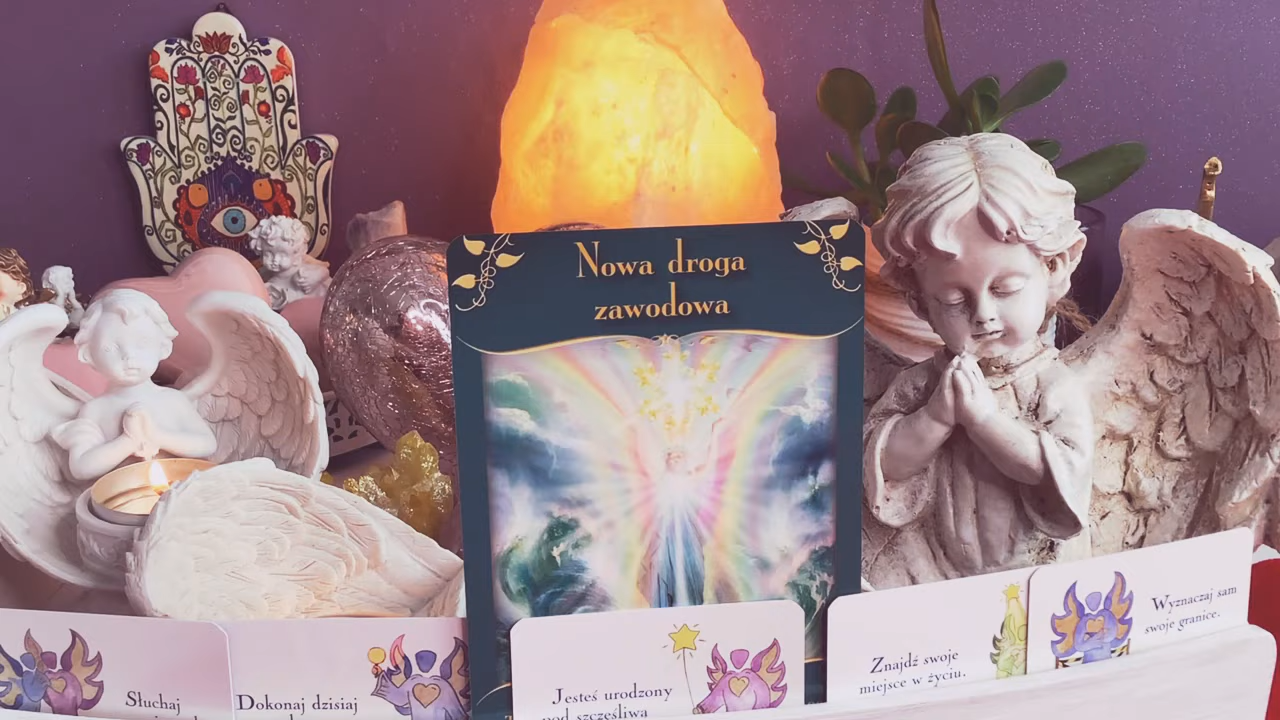 Nowa droga
zawodowa
Słuchaj
Dokonaj dzisiaj
Jesteś urodzony
pod szczęśliwą
Znajdź swoje
miejsce w życiu.
Wyznaczaj sam
swoje granice.